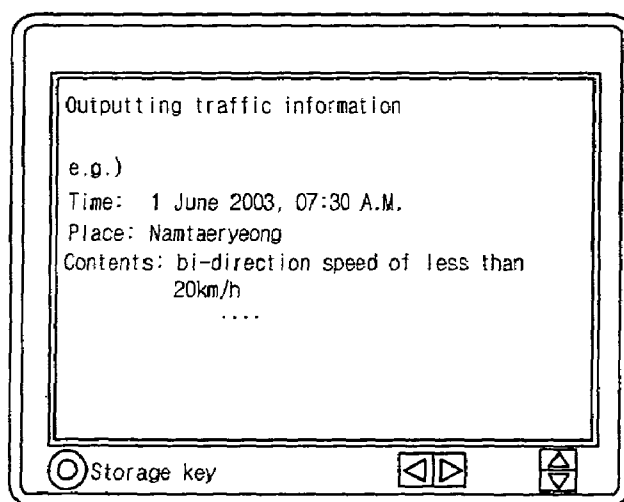 Outputting traffic information
e.g.)
Time: 1 June 2003, 07:30 A.M.
Place: Namtaeryeong
Contents: bi-direction speed of less than
20km/h
....
Storage key